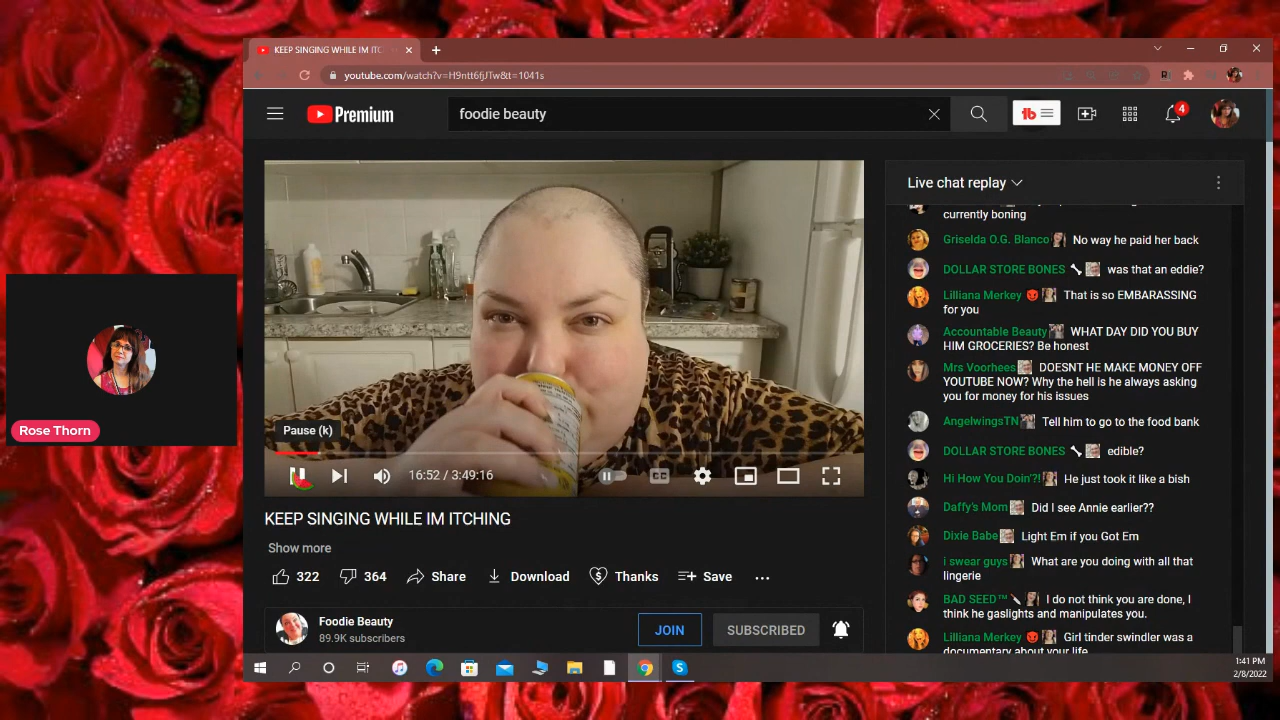 KEEP SINGING WHILE IM ITC
youtube.com/watch?v=H9ntt6fjJTw&t=1041s
Premium
foodie beauty
4
Live chat replay
currently boning
Griselda O.G. Blanco No way he paid her back
DOLLAR STORE BONES was that an eddie?
Lilliana Merkey That is so EMBARASSING
for you
Accountable Beauty WHAT DAY DID YOU BUY
HIM GROCERIES? Be honest
Mrs Voorhees DOESNT HE MAKE MONEY OFF
YOUTUBE NOW? Why the hell is he always asking
you for money for his issues
AngelwingsTN Tell him to go to the food bank
DOLLAR STORE BONES edible?
Hi How You Doin'?! He just took it like a bish
Daffy's Mom Did I see Annie earlier??
Dixie Babe Light Em if you Got Em
i swear guys What are you doing with all that
lingerie
BAD SEED™ I do not think you are done, I
think he gaslights and manipulates you.
Lilliana Merkey Girl tinder swindler was a
documentary about your life
Rose Thorn
Pause (k)
16:52 / 3:49:16
CC
KEEP SINGING WHILE IM ITCHING
Show more
322 364 Share Download Thanks Save
Foodie Beauty
89.9K subscribers
JOIN
SUBSCRIBED
1:41 PM
2/8/2022